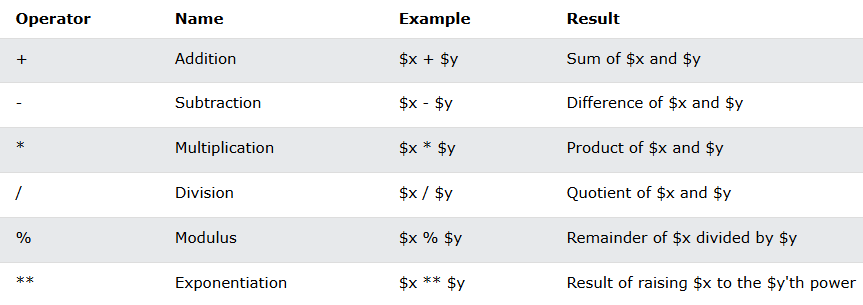 Operator Name Example Result
+ Addition $x + $y Sum of $x and $y
- Subtraction $x - $y Difference of $x and $y
* Multiplication $x * $y Product of $x and $y
/ Division $x / $y Quotient of $x and $y
% Modulus $x % $y Remainder of $x divided by $y
** Exponentiation $x ** $y Result of raising $x to the $y'th power